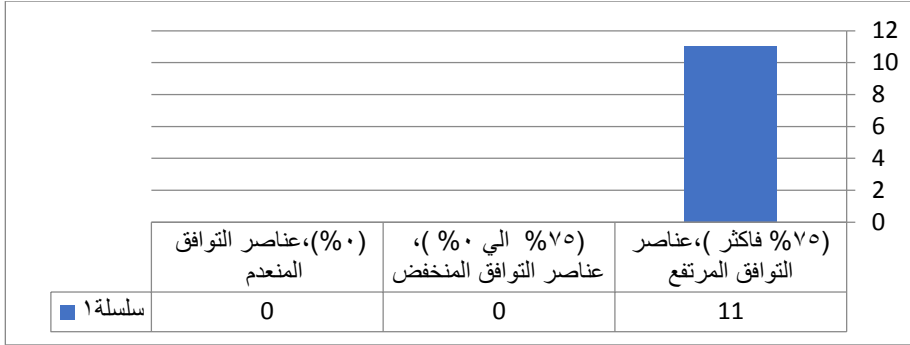 12
10
8
6
4
2
0
(٧٥% فاكثر )،عناصر
التوافق المرتفع
(٧٥% الي ٠% )،
عناصر التوافق المنخفض
(٠%)،عناصر التوافق
المنعدم
11
0
0
سلسلة١